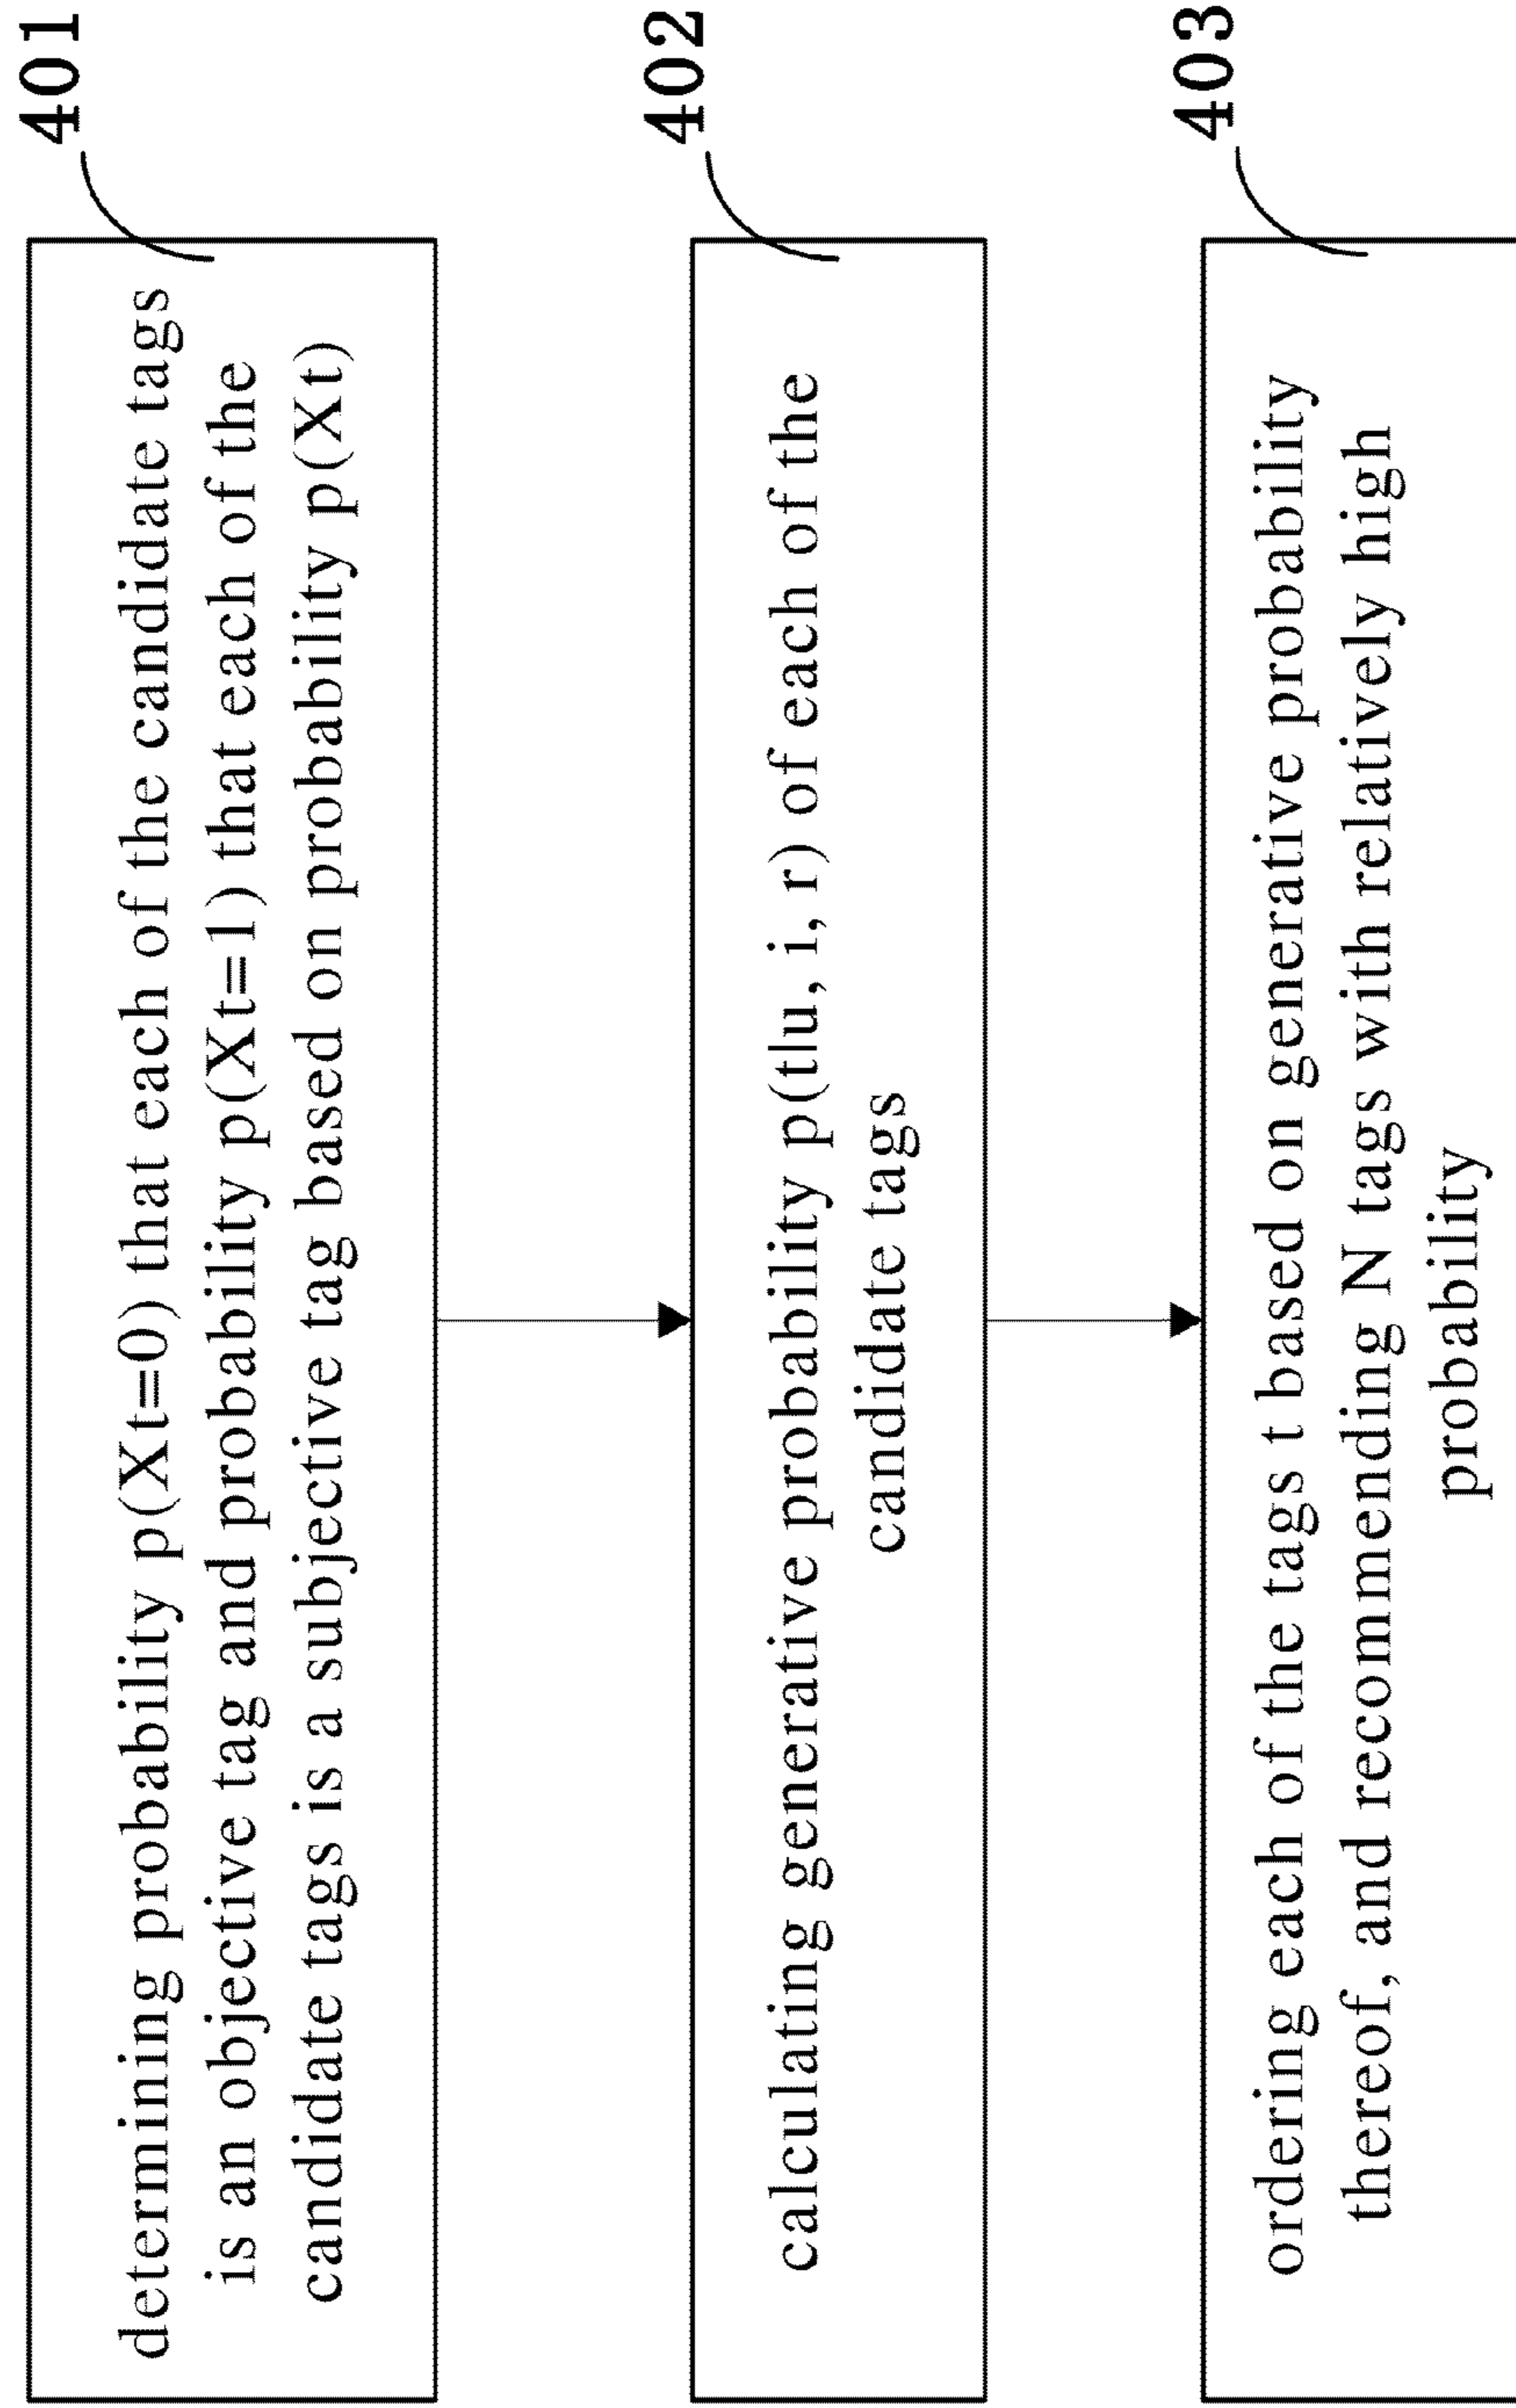 401
determining probability p(Xt=0) that each of the candidate tags
is an objective tag and probability p(Xt=1) that each of the
candidate tags is a subjective tag based on probability p(Xt)
402
calculating generative probability p(t|u, i, r) of each of the
candidate tags
403
ordering each of the tags t based on generative probability
thereof, and recommending N tags with relatively high
probability